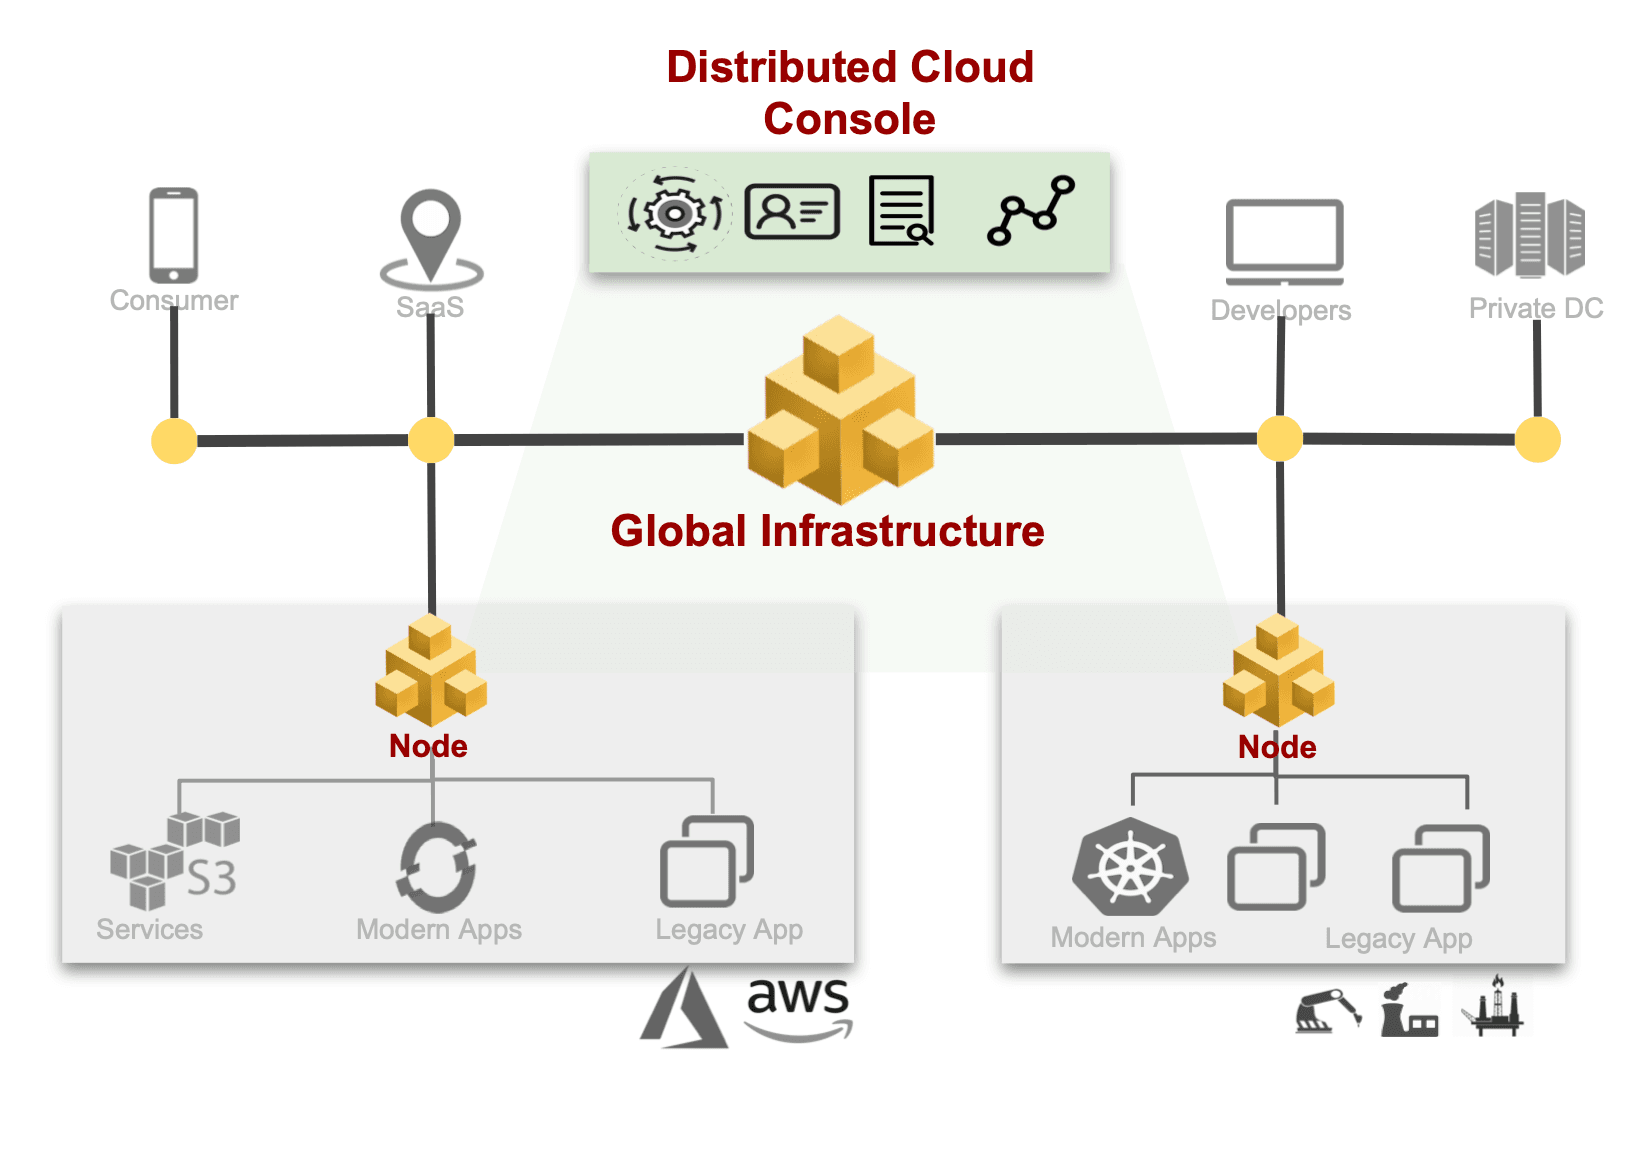 Distributed Cloud
Console
Consumer
SaaS
Developers
Private DC
Global Infrastructure
Node
Node
S3
Services
Modern Apps
Legacy App
Modern Apps
Legacy App
aws